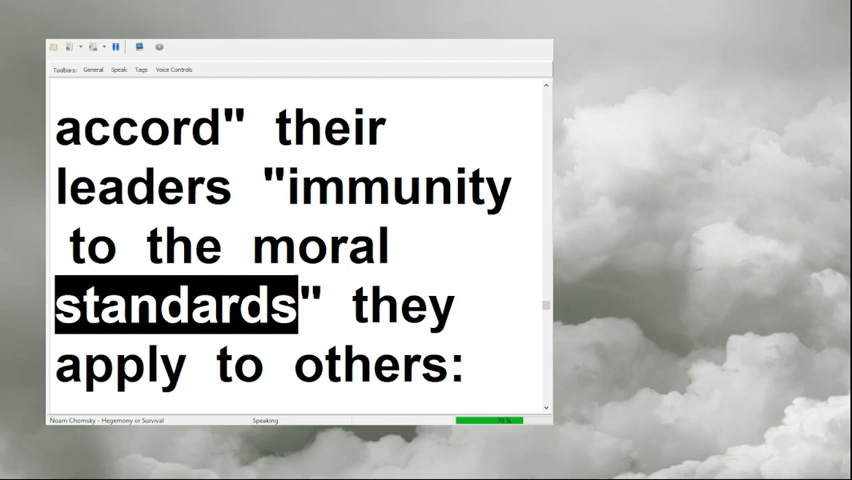 Toolbars: General Speak Tags Voice Controls
accord" their
leaders "immunity
to the moral
standards" they
apply to others:
Noam Chomsky - Hegemony or Survival Speaking 70 %